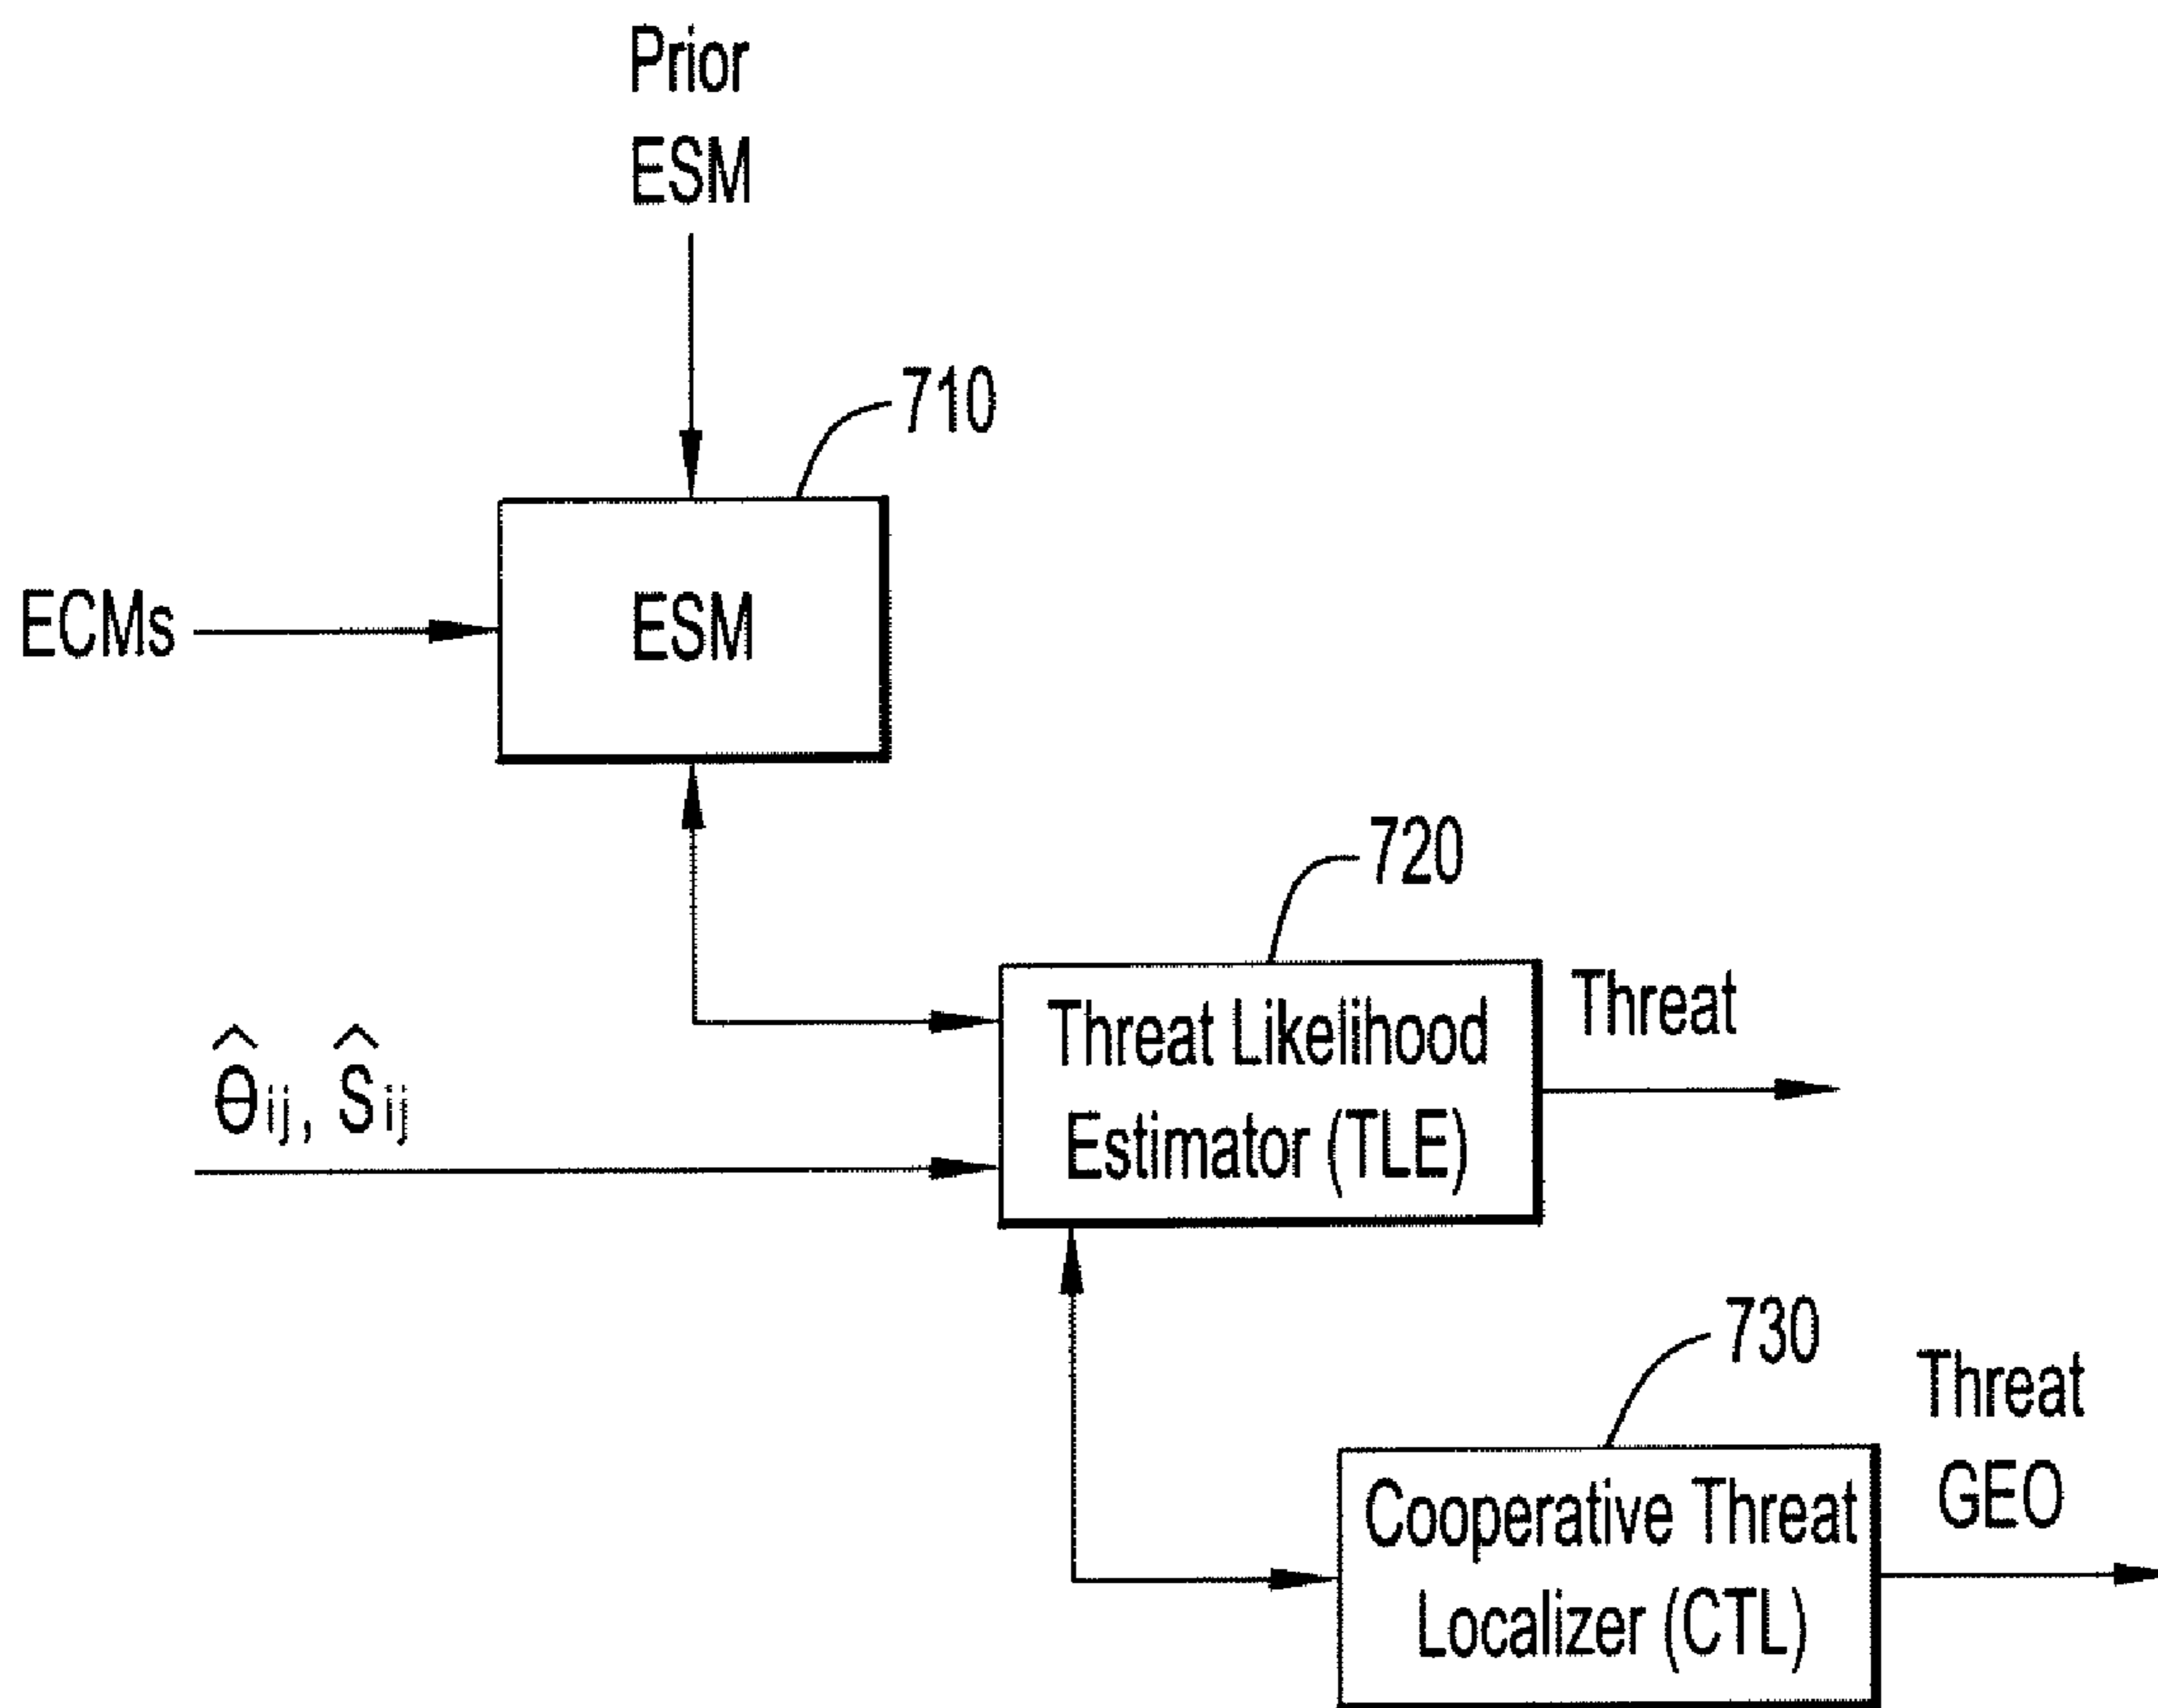 Prior
ESM
710
ECMs
ESM
720
Threat Likelihood
Estimator (TLE)
Threat
θ̂ij, Ŝij
730
Cooperative Threat
Localizer (CTL)
Threat
GEO